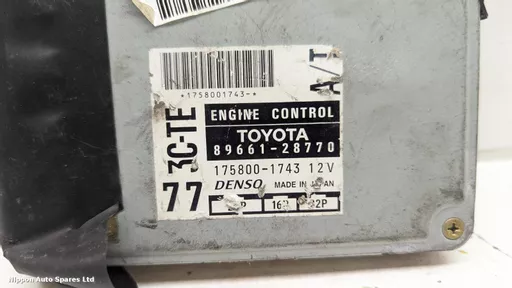 *1758001743-*
A/T
3C-TE
77
ENGINE CONTROL
TOYOTA
89661-28770
175800-1743 12V
DENSO MADE IN JAPAN
Nippon Auto Spares Ltd